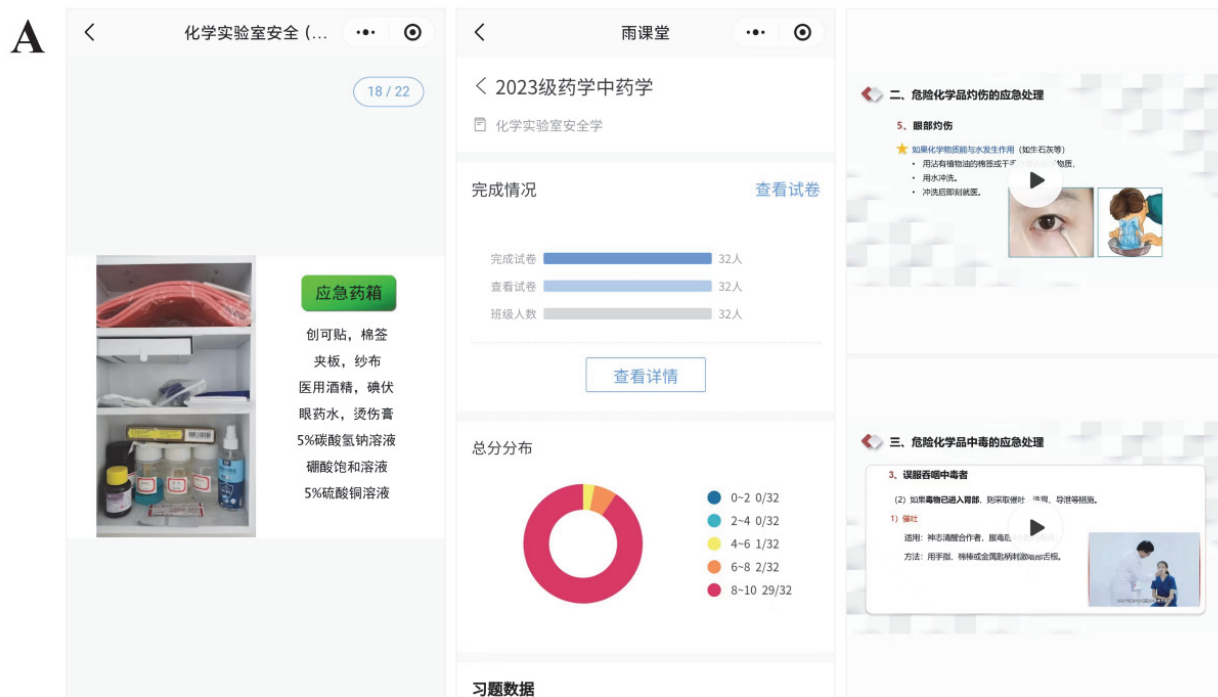 A
化学实验室安全 (...
18 / 22
应急药箱
创可贴，棉签
夹板，纱布
医用酒精，碘伏
眼药水，烫伤膏
5%碳酸氢钠溶液
硼酸饱和溶液
5%硫酸铜溶液
雨课堂
2023级药学中药学
化学实验室安全学
完成情况 查看试卷
完成试卷 32人
查看试卷 32人
班级人数 32人
查看详情
总分分布
0~2 0/32
2~4 0/32
4~6 1/32
6~8 2/32
8~10 29/32
习题数据
二、危险化学品灼伤的应急处理
5、眼部灼伤
如果化学物质能与水发生作用（如生石灰等）
• 用沾有植物油的棉签或干 物质，
• 用水冲洗。
• 冲洗后即刻就医。
三、危险化学品中毒的应急处理
3、误服吞咽中毒者
（2）如果毒物已进入胃部，则采取催吐 、导泄等措施。
1）催吐
适用：神志清醒合作者，服毒后
方法：用手指、棉棒或金属匙柄刺激 舌根。